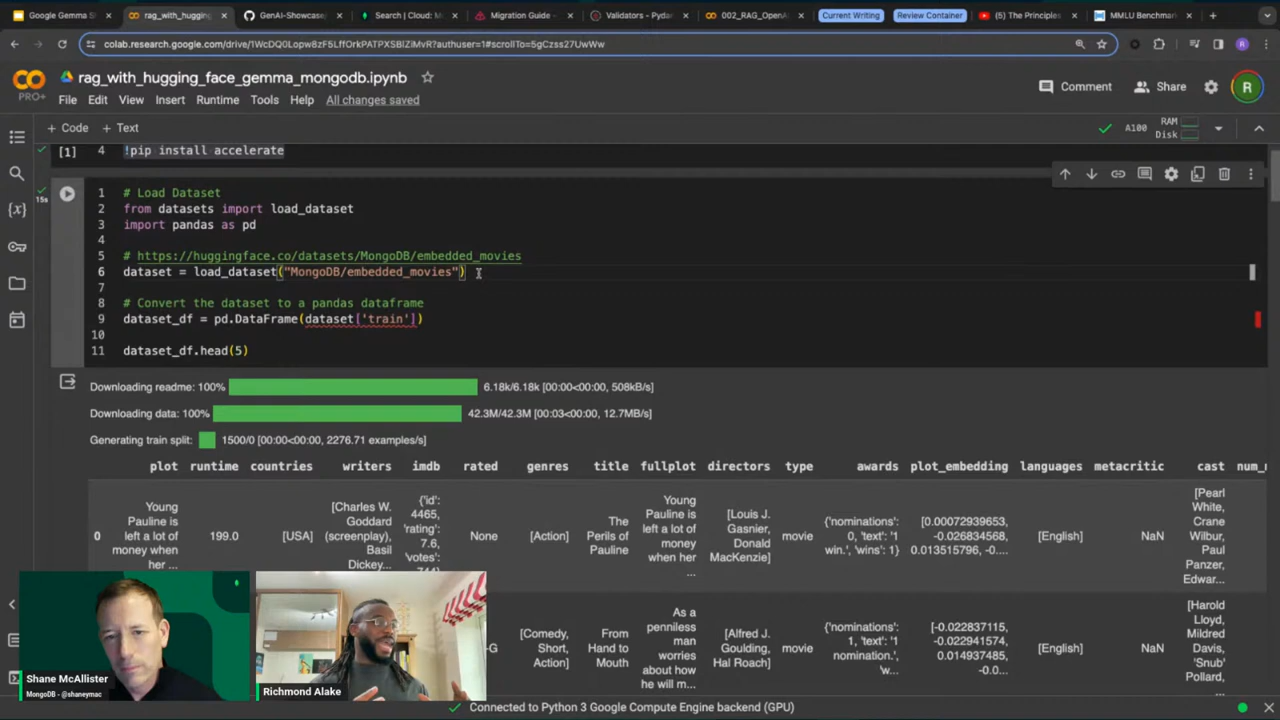 Google Gemma S
rag_with_hugging_
GenAI-Showcase
Search | Cloud: Mo
Migration Guide -
Validators - Pydan
002_RAG_OpenA
Current Writing
Review Container
(5) The Principles
MMLU Benchmark
colab.research.google.com/drive/1WcDQ0Lopw8zF5LffOrkPATPXSBIZiMvR?authuser=1#scrollTo=5gCzss27UwWw
rag_with_hugging_face_gemma_mongodb.ipynb
PRO+
File Edit View Insert Runtime Tools Help All changes saved
Comment
Share
R
+ Code + Text
A100
RAM
Disk
[1] 4 !pip install accelerate
15s
1 # Load Dataset
2 from datasets import load_dataset
3 import pandas as pd
4
5 # https://huggingface.co/datasets/MongoDB/embedded_movies
6 dataset = load_dataset("MongoDB/embedded_movies")
7
8 # Convert the dataset to a pandas dataframe
9 dataset_df = pd.DataFrame(dataset['train'])
10
11 dataset_df.head(5)
Downloading readme: 100% 6.18k/6.18k [00:00<00:00, 508kB/s]
Downloading data: 100% 42.3M/42.3M [00:03<00:00, 12.7MB/s]
Generating train split: 1500/0 [00:00<00:00, 2276.71 examples/s]
plot runtime countries writers imdb rated genres title fullplot directors type awards plot_embedding languages metacritic cast num_m
0
Young
Pauline is
left a lot of
money when
her ...
199.0
[USA]
[Charles W.
Goddard
(screenplay),
Basil
Dickey...
{'id':
4465,
'rating':
7.6,
'votes':
744}
None
[Action]
The
Perils of
Pauline
Young
Pauline is
left a lot of
money when
her ...
...
[Louis J.
Gasnier,
Donald
MacKenzie]
movie
{'nominations':
0, 'text': '1
win.', 'wins': 1}
[0.00072939653,
-0.026834568,
0.013515796, -0....
[English]
NaN
[Pearl
White,
Crane
Wilbur,
Paul
Panzer,
Edwar...
-G
[Comedy,
Short,
Action]
From
Hand to
Mouth
As a
penniless
man
worries
about how
he will m...
...
[Alfred J.
Goulding,
Hal Roach]
movie
{'nominations':
1, 'text': '1
nomination.',
'w...
[-0.022837115,
-0.022941574,
0.014937485,
-0.0...
[English]
NaN
[Harold
Lloyd,
Mildred
Davis,
'Snub'
Pollard,
...
Shane McAllister
MongoDB - @shaneymac
Richmond Alake
Connected to Python 3 Google Compute Engine backend (GPU)